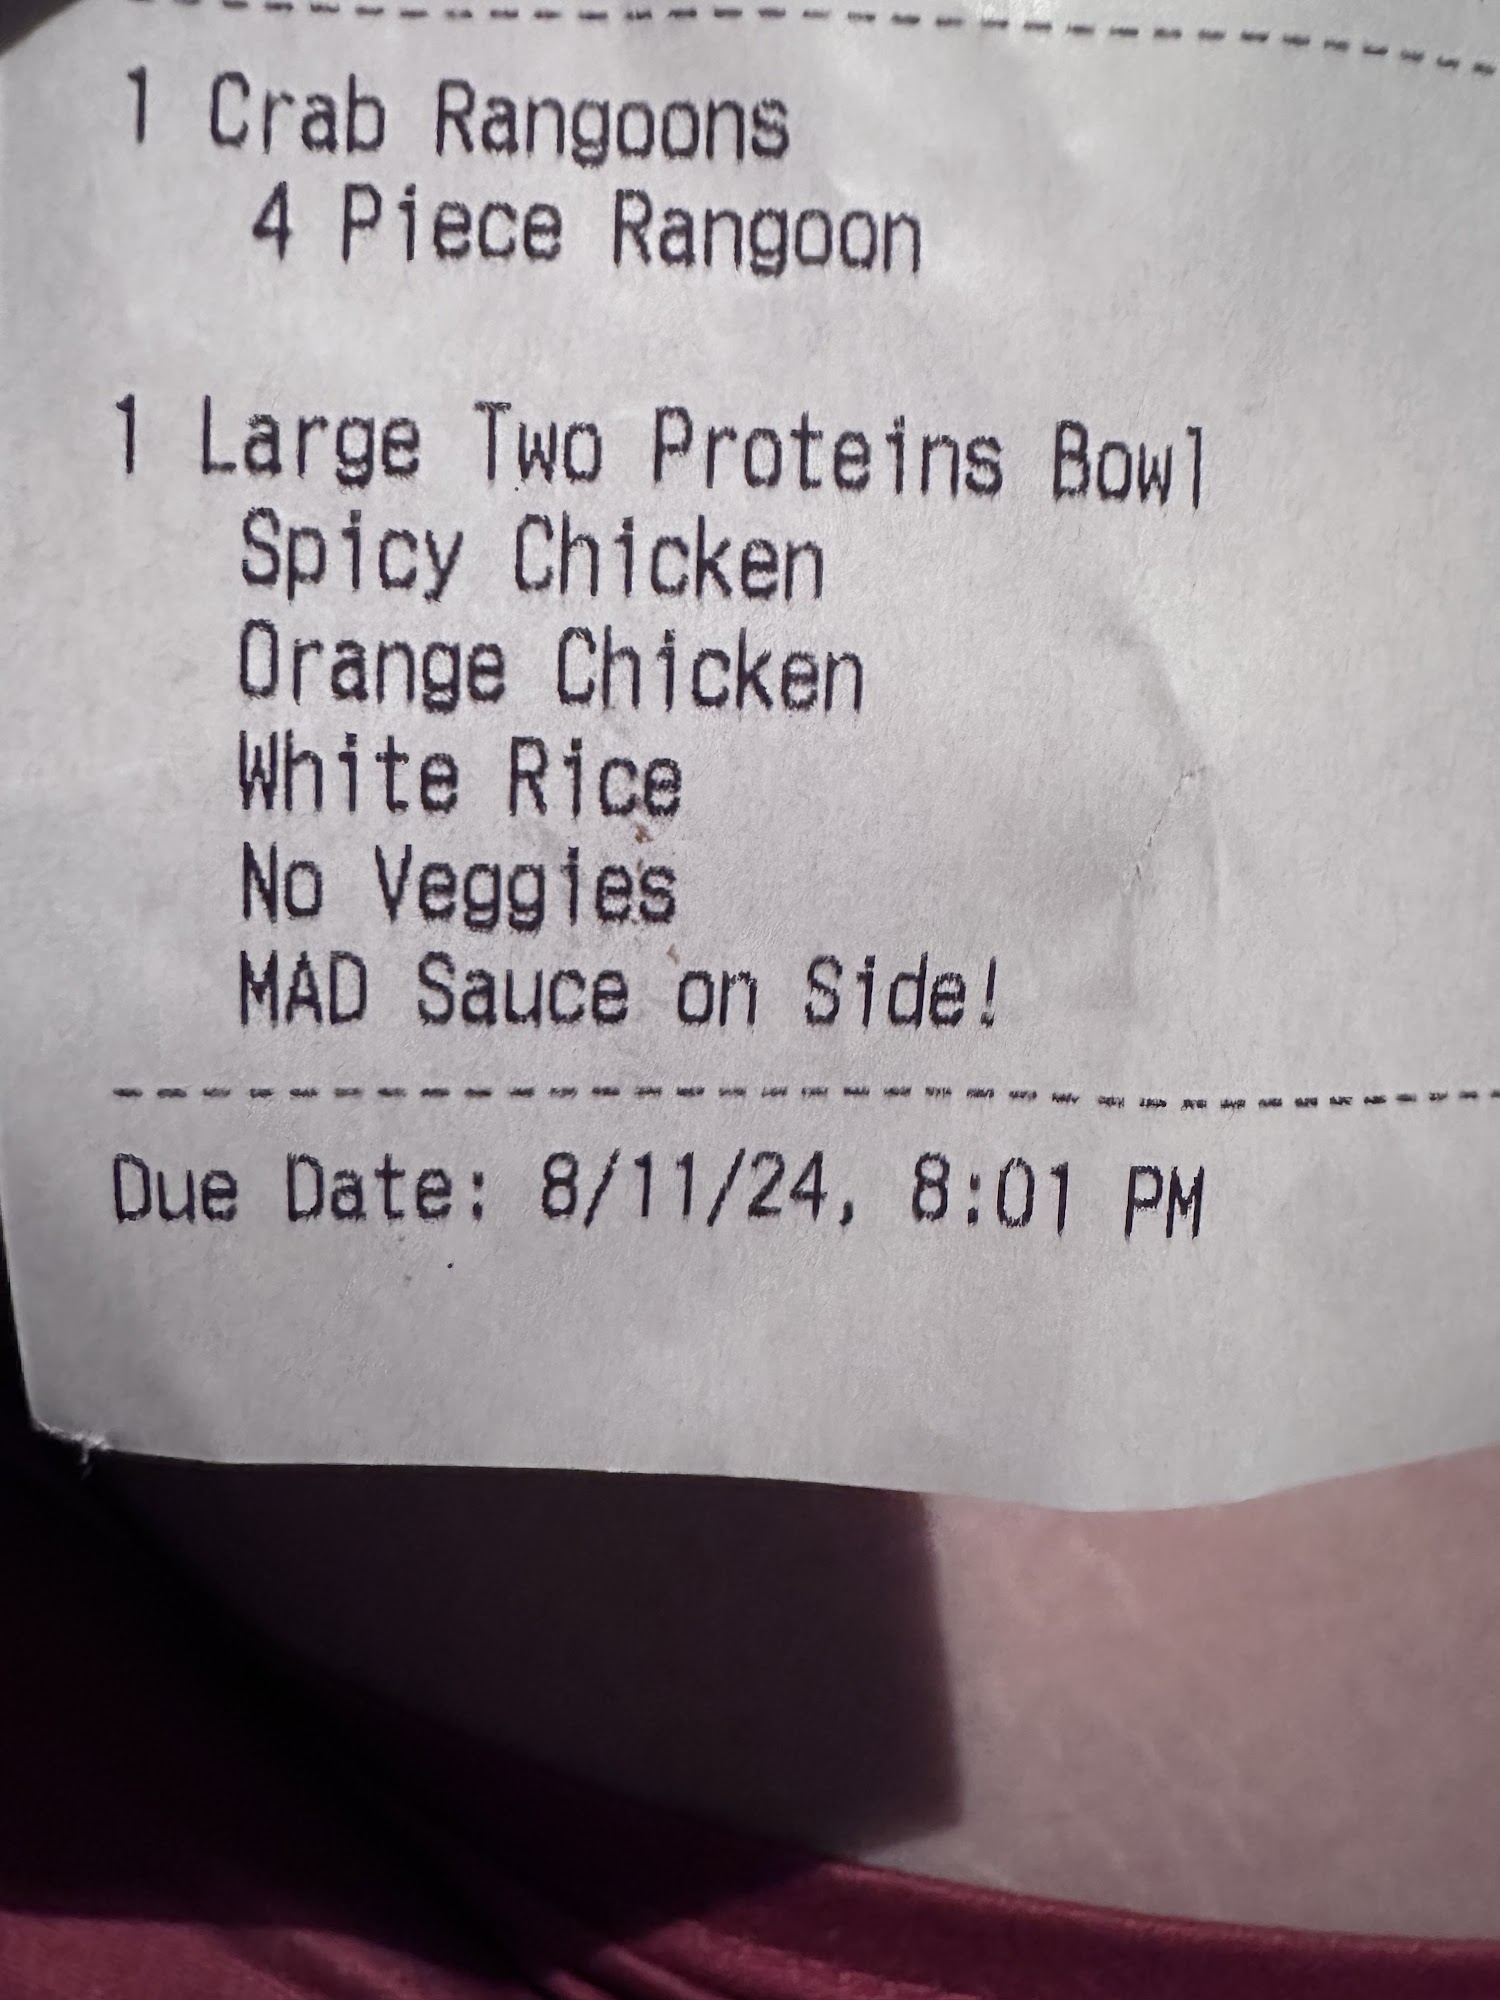 1 Crab Rangoons
4 Piece Rangoon
1 Large Two Proteins Bowl
Spicy Chicken
Orange Chicken
White Rice
No Veggies
MAD Sauce on Side!
Due Date: 8/11/24, 8:01 PM